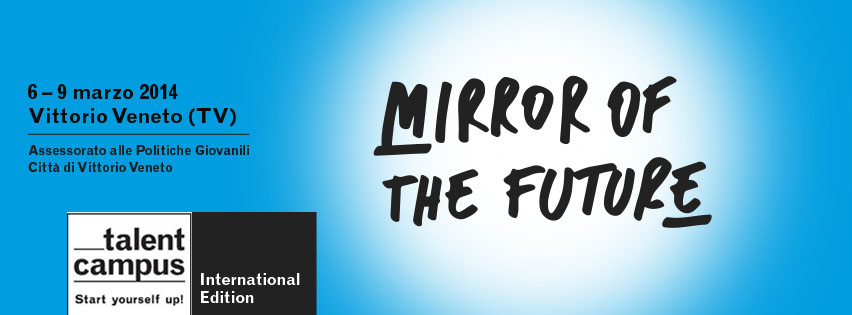 6 – 9 marzo 2014
Vittorio Veneto (TV)
Assessorato alle Politiche Giovanili
Città di Vittorio Veneto
MIRROR OF
THE FUTURE
__talent
campus
Start yourself up!
International
Edition